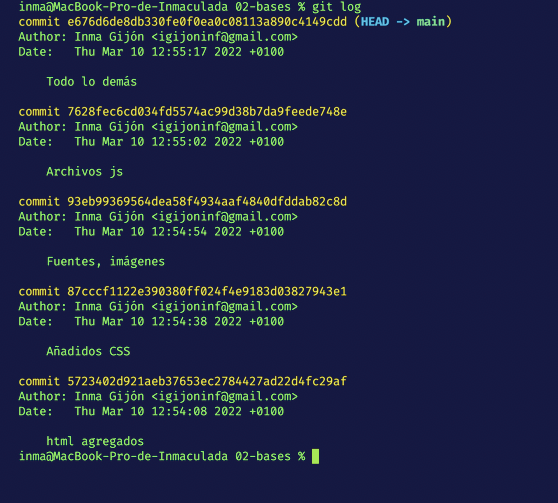 inma@MacBook-Pro-de-Inmaculada 02-bases % git log
commit e676d6de8db330fe0f0ea0c08113a890c4149cdd (HEAD -> main)
Author: Inma Gijón <igijoninf@gmail.com>
Date:   Thu Mar 10 12:55:17 2022 +0100
Todo lo demás
commit 7628fec6cd034fd5574ac99d38b7da9feede748e
Author: Inma Gijón <igijoninf@gmail.com>
Date:   Thu Mar 10 12:55:02 2022 +0100
Archivos js
commit 93eb99369564dea58f4934aaf4840dfddab82c8d
Author: Inma Gijón <igijoninf@gmail.com>
Date:   Thu Mar 10 12:54:54 2022 +0100
Fuentes, imágenes
commit 87cccf1122e390380ff024f4e9183d03827943e1
Author: Inma Gijón <igijoninf@gmail.com>
Date:   Thu Mar 10 12:54:38 2022 +0100
Añadidos CSS
commit 5723402d921aeb37653ec2784427ad22d4fc29af
Author: Inma Gijón <igijoninf@gmail.com>
Date:   Thu Mar 10 12:54:08 2022 +0100
html agregados
inma@MacBook-Pro-de-Inmaculada 02-bases %